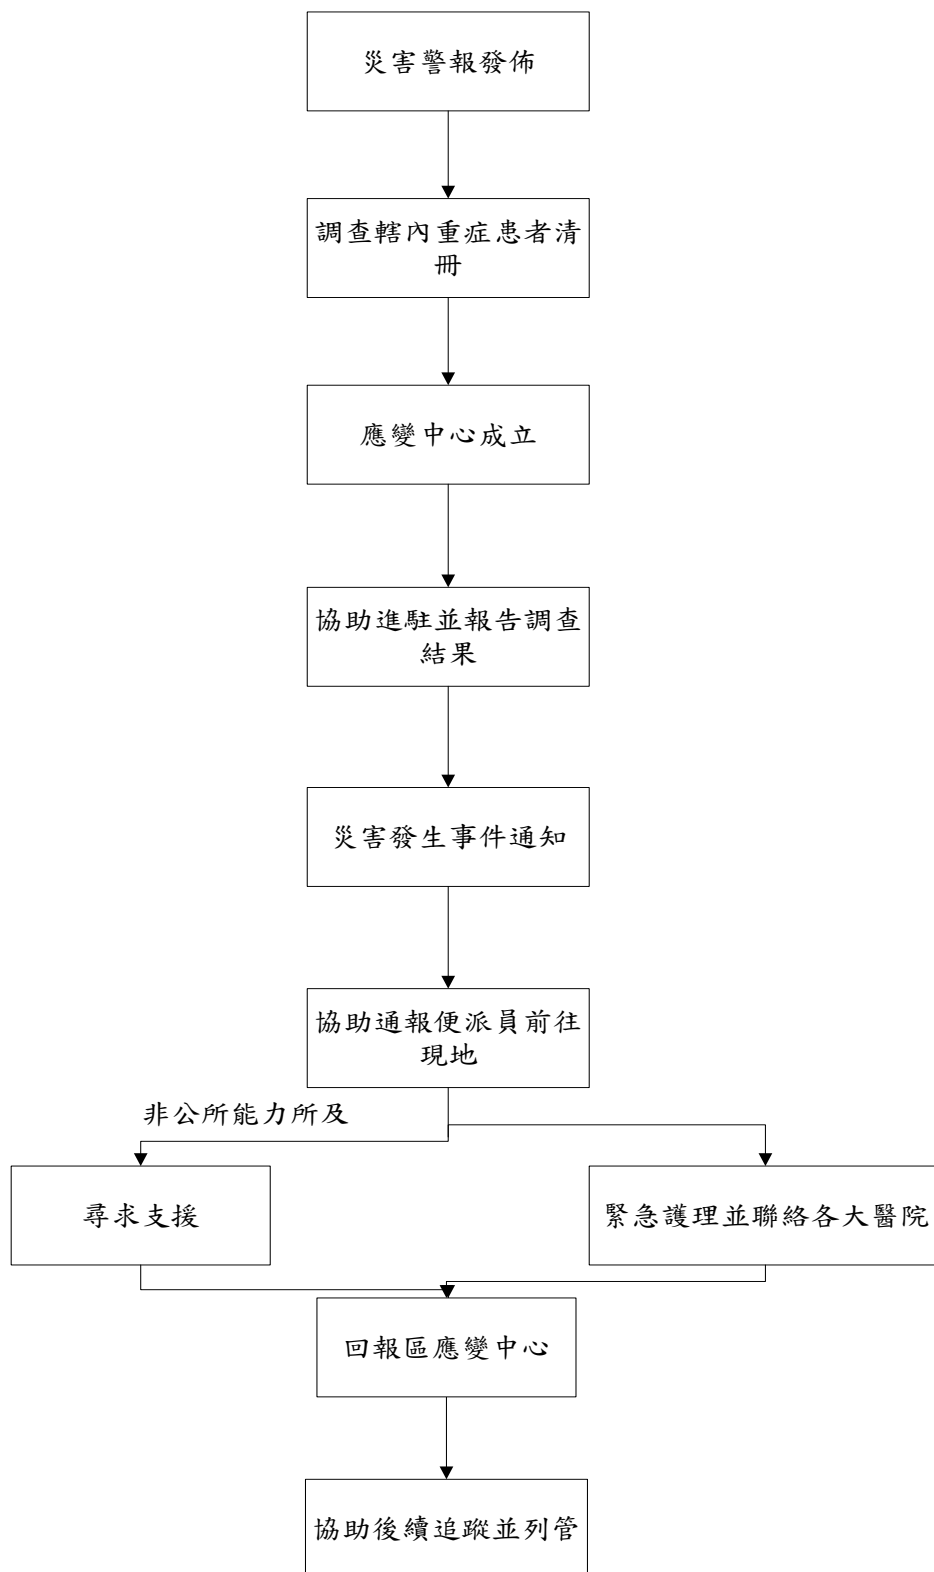 災害警報發佈
調查轄內重症患者清
冊
應變中心成立
協助進駐並報告調查
結果
災害發生事件通知
協助通報便派員前往
現地
非公所能力所及
尋求支援
緊急護理並聯絡各大醫院
回報區應變中心
協助後續追蹤並列管